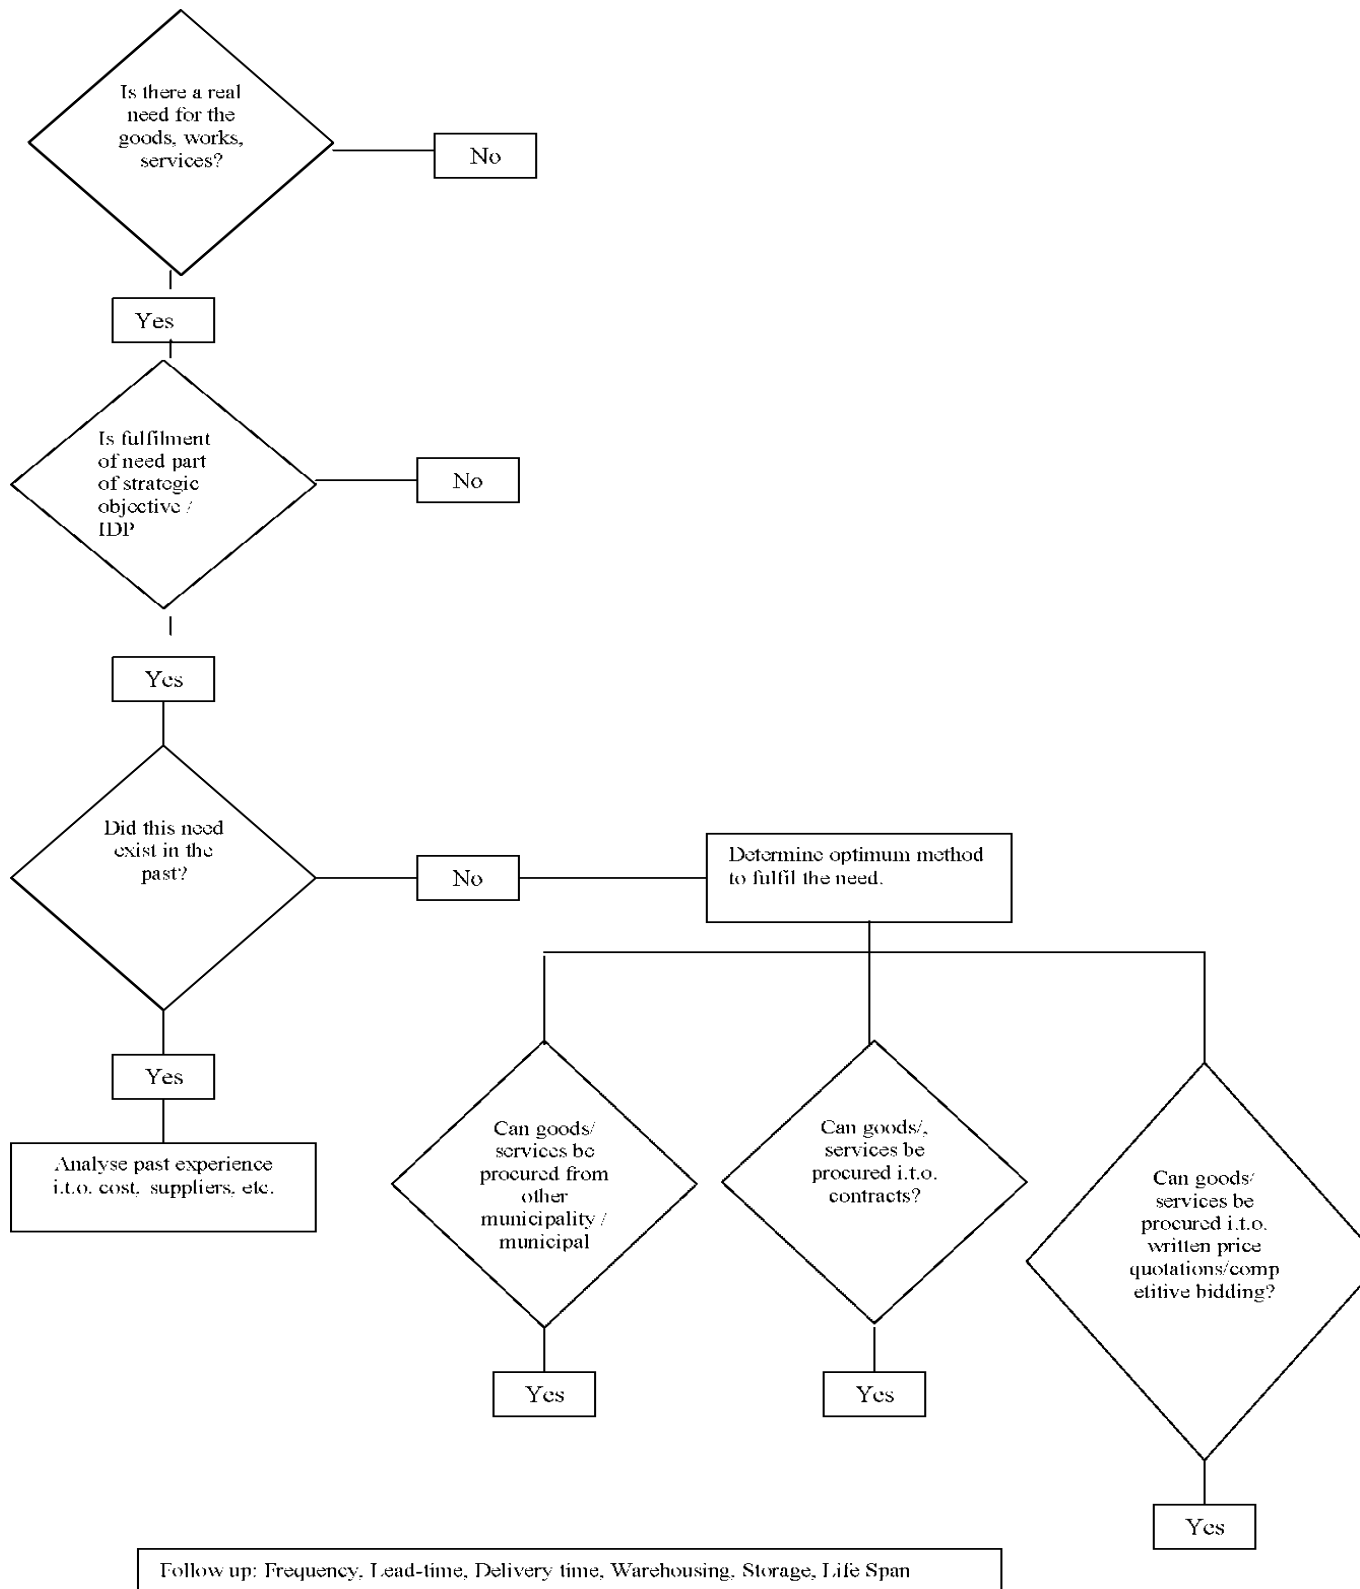 Is there a real
need for the
goods, works,
services?
No
Yes
Is fulfilment
of need part
of strategic
objective /
IDP
No
Yes
Did this need
exist in the
past?
No
Determine optimum method
to fulfil the need.
Yes
Analyse past experience
i.t.o. cost, suppliers, etc.
Can goods/
services be
procured from
other
municipality /
municipal
Yes
Can goods/,
services be
procured i.t.o.
contracts?
Yes
Can goods/
services be
procured i.t.o.
written price
quotations/comp
etitive bidding?
Yes
Follow up: Frequency, Lead-time, Delivery time, Warehousing, Storage, Life Span